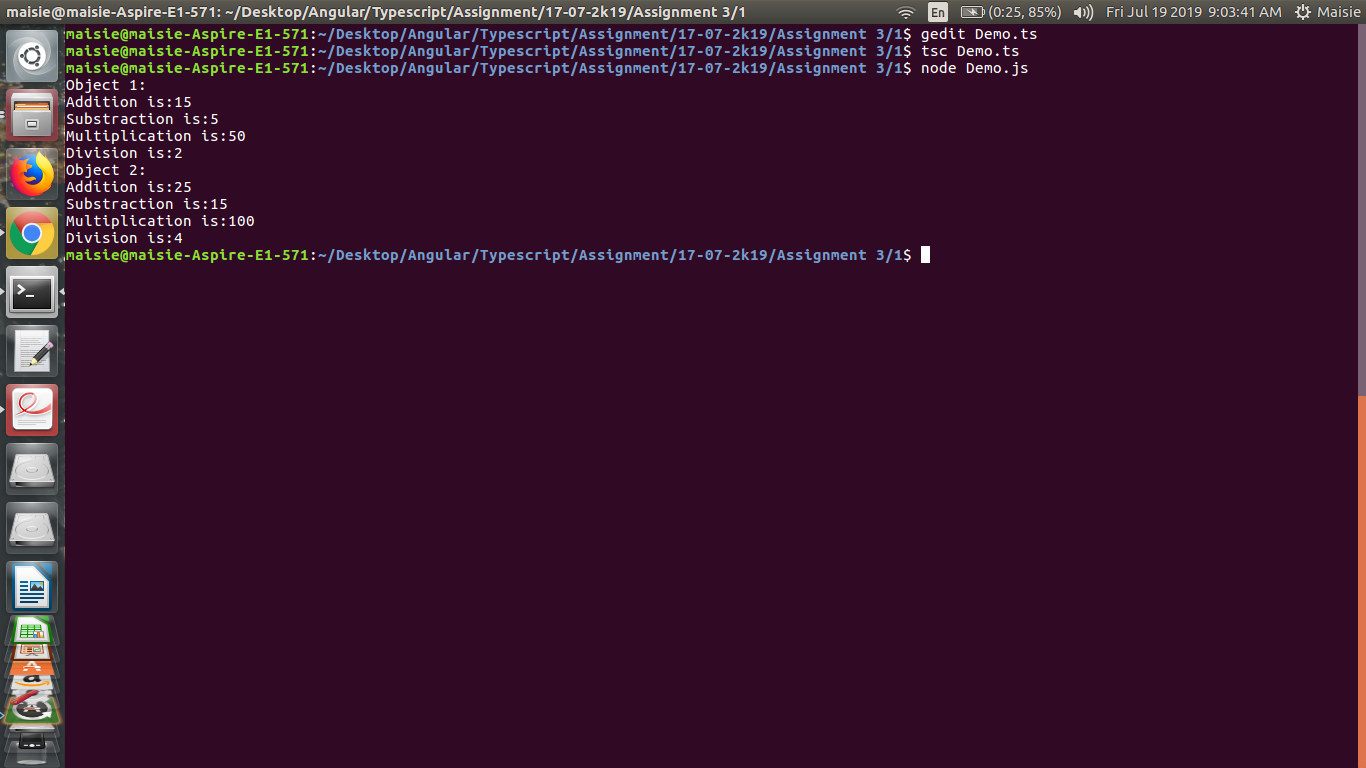 maisie@maisie-Aspire-E1-571: ~/Desktop/Angular/Typescript/Assignment/17-07-2k19/Assignment 3/1 En (0:25, 85%) Fri Jul 19 2019 9:03:41 AM Maisie
maisie@maisie-Aspire-E1-571:~/Desktop/Angular/Typescript/Assignment/17-07-2k19/Assignment 3/1$ gedit Demo.ts
maisie@maisie-Aspire-E1-571:~/Desktop/Angular/Typescript/Assignment/17-07-2k19/Assignment 3/1$ tsc Demo.ts
maisie@maisie-Aspire-E1-571:~/Desktop/Angular/Typescript/Assignment/17-07-2k19/Assignment 3/1$ node Demo.js
Object 1:
Addition is:15
Substraction is:5
Multiplication is:50
Division is:2
Object 2:
Addition is:25
Substraction is:15
Multiplication is:100
Division is:4
maisie@maisie-Aspire-E1-571:~/Desktop/Angular/Typescript/Assignment/17-07-2k19/Assignment 3/1$